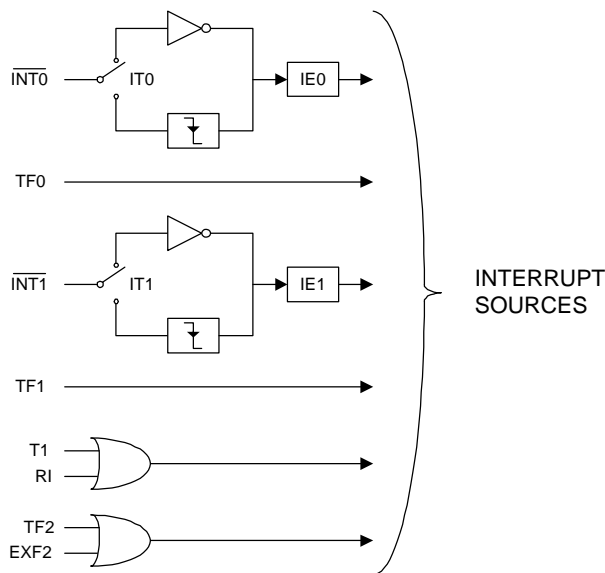 INT0
IT0
IE0
TF0
INT1
IT1
IE1
TF1
T1
RI
TF2
EXF2
INTERRUPT
SOURCES